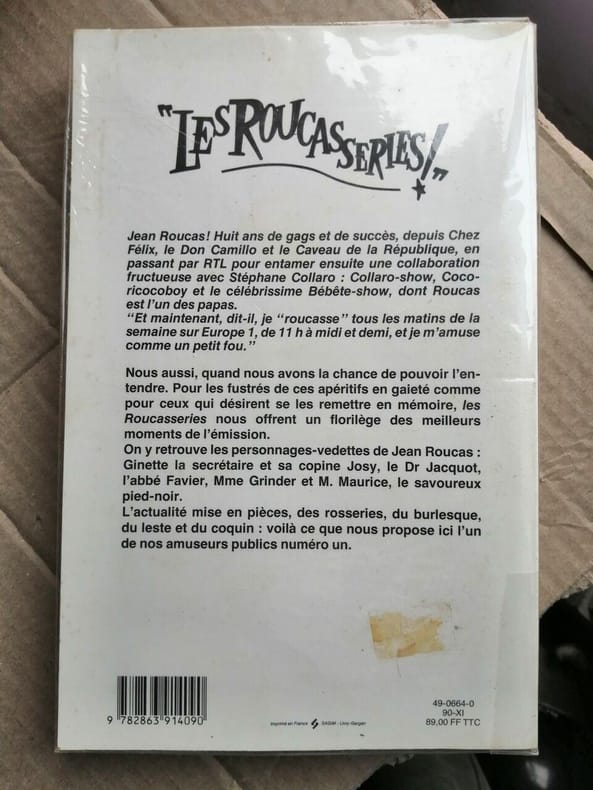 "LES ROUCASSERIES!"
Jean Roucas! Huit ans de gags et de succès, depuis Chez
Félix, le Don Camillo et le Caveau de la République, en
passant par RTL pour entamer ensuite une collaboration
fructueuse avec Stéphane Collaro : Collaro-show, Coco-
ricocoboy et le célébrissime Bébête-show, dont Roucas
est l'un des papas.
"Et maintenant, dit-il, je "roucasse" tous les matins de la
semaine sur Europe 1, de 11 h à midi et demi, et je m'amuse
comme un petit fou."
Nous aussi, quand nous avons la chance de pouvoir l'en-
tendre. Pour les fustrés de ces apéritifs en gaieté comme
pour ceux qui désirent se les remettre en mémoire, les
Roucasseries nous offrent un florilège des meilleurs
moments de l'émission.
On y retrouve les personnages-vedettes de Jean Roucas :
Ginette la secrétaire et sa copine Josy, le Dr Jacquot,
l'abbé Favier, Mme Grinder et M. Maurice, le savoureux
pied-noir.
L'actualité mise en pièces, des rosseries, du burlesque,
du leste et du coquin : voilà ce que nous propose ici l'un
de nos amuseurs publics numéro un.
9 782863 914090
Imprimé en France SAGIM - Livry-Gargan
49-0664-0
90-XI
89,00 FF TTC